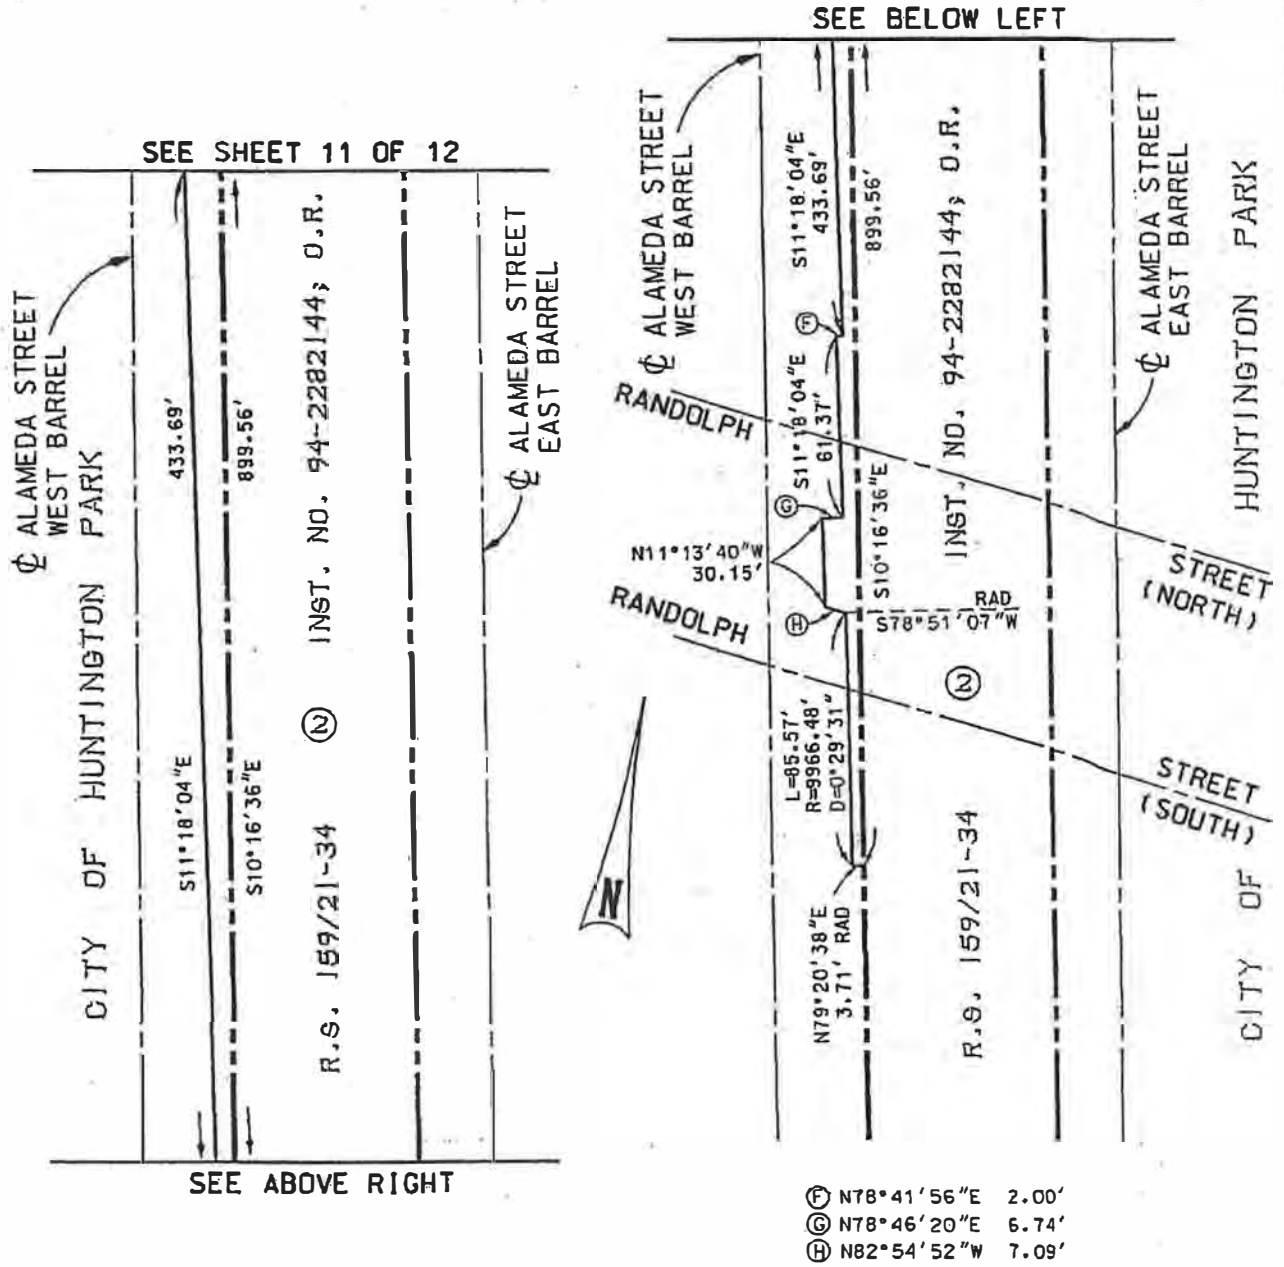 SEE SHEET 11 OF 12
℄ ALAMEDA STREET
WEST BARREL
CITY OF HUNTINGTON PARK
433.69'
S11°18'04"E
899.56'
S10°16'36"E
INST. NO. 94-2282144; O.R.
2
R.S. 159/21-34
℄ ALAMEDA STREET
EAST BARREL
SEE ABOVE RIGHT
SEE BELOW LEFT
℄ ALAMEDA STREET
WEST BARREL
S11°18'04"E
433.69'
899.56'
F
S11°18'04"E
61.37'
G
S10°16'36"E
INST. NO. 94-2282144; O.R.
℄ ALAMEDA STREET
EAST BARREL
CITY OF HUNTINGTON PARK
RANDOLPH STREET
(NORTH)
N11°13'40"W
30.15'
H
RAD
S78°51'07"W
RANDOLPH STREET
(SOUTH)
2
L=85.57'
R=9966.48'
D=0°29'31"
N79°20'38"E
3.71' RAD
R.S. 159/21-34
N
F N78°41'56"E 2.00'
G N78°46'20"E 6.74'
H N82°54'52"W 7.09'